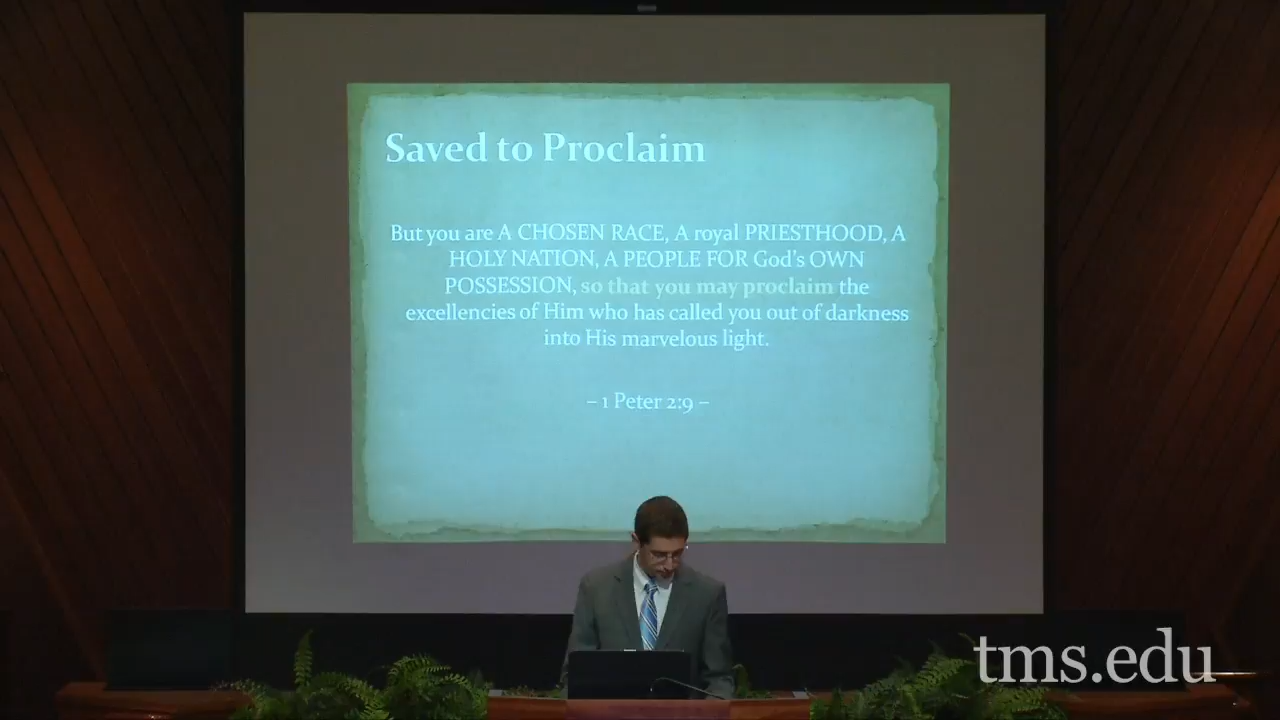 Saved to Proclaim
But you are A CHOSEN RACE, A royal PRIESTHOOD, A
HOLY NATION, A PEOPLE FOR God's OWN
POSSESSION, so that you may proclaim the
excellencies of Him who has called you out of darkness
into His marvelous light.
– 1 Peter 2:9 –
tms.edu